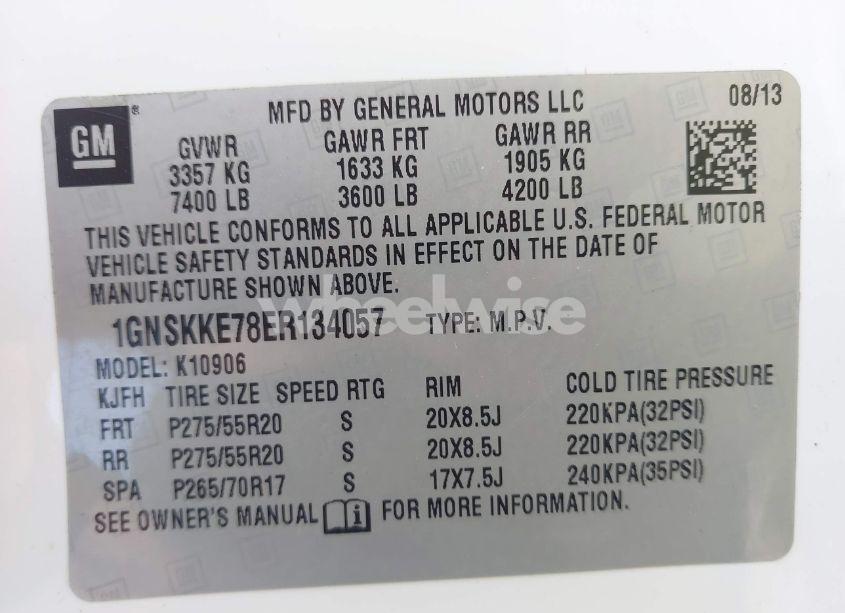 GM
®
MFD BY GENERAL MOTORS LLC 08/13
GVWR GAWR FRT GAWR RR
3357 KG 1633 KG 1905 KG
7400 LB 3600 LB 4200 LB
THIS VEHICLE CONFORMS TO ALL APPLICABLE U.S. FEDERAL MOTOR
VEHICLE SAFETY STANDARDS IN EFFECT ON THE DATE OF
MANUFACTURE SHOWN ABOVE.
wheelwise
1GNSKKE78ER134057 TYPE: M.P.V.
MODEL: K10906
KJFH TIRE SIZE SPEED RTG RIM COLD TIRE PRESSURE
FRT P275/55R20 S 20X8.5J 220KPA(32PSI)
RR P275/55R20 S 20X8.5J 220KPA(32PSI)
SPA P265/70R17 S 17X7.5J 240KPA(35PSI)
SEE OWNER'S MANUAL i FOR MORE INFORMATION.